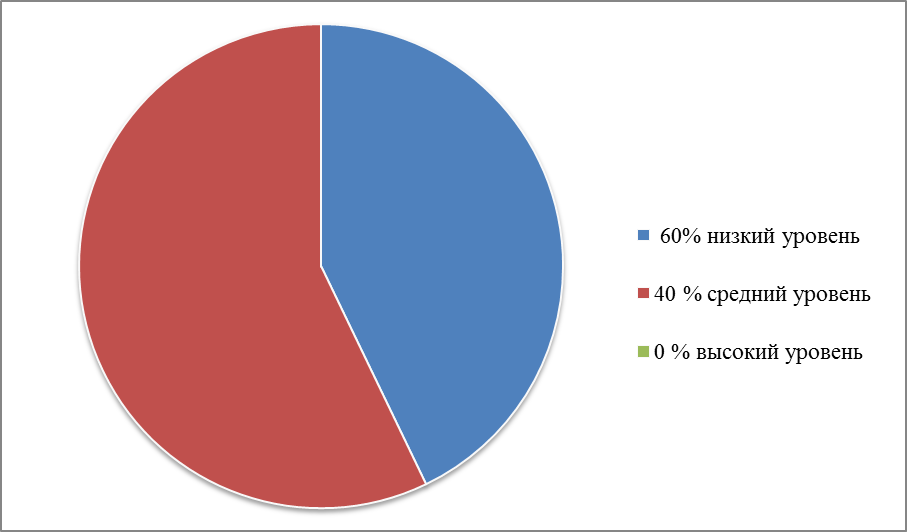 60% низкий уровень
40 % средний уровень
0 % высокий уровень